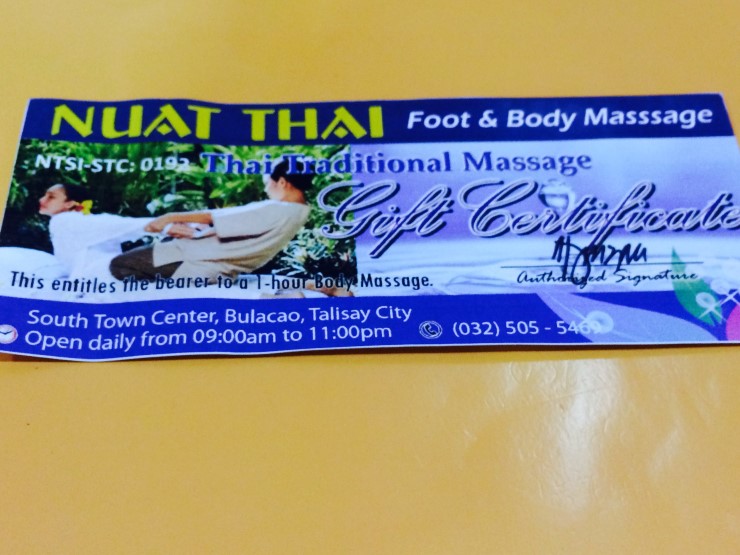 NUAT THAI Foot & Body Masssage
NTSI-STC: 0192 Thai Traditional Massage
Gift Certificate
Authorized Signature
This entitles the bearer to a 1-hour Body Massage.
South Town Center, Bulacao, Talisay City
Open daily from 09:00am to 11:00pm (032) 505 -